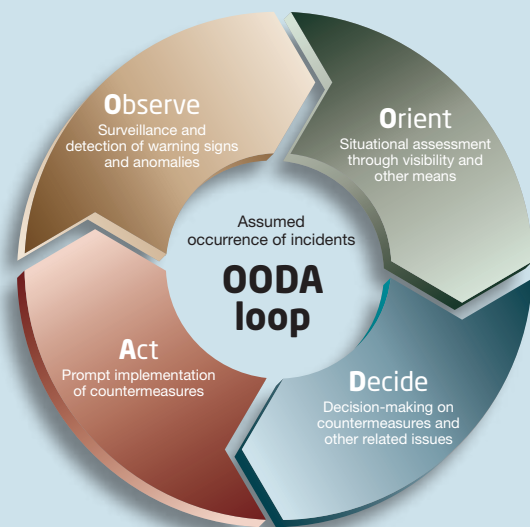 Observe
Surveillance and
detection of warning signs
and anomalies
Orient
Situational assessment
through visibility and
other means
Assumed
occurrence of incidents
OODA
loop
Act
Prompt implementation
of countermeasures
Decide
Decision-making on
countermeasures and
other related issues